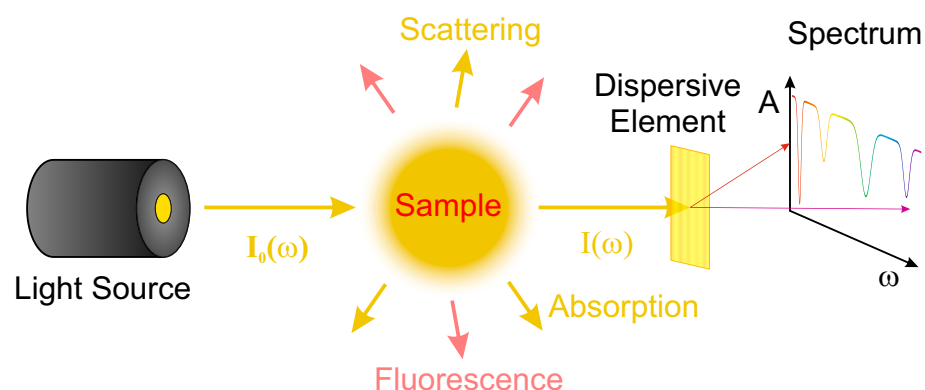 Scattering
Spectrum
Dispersive
Element
A
Sample
I₀(ω)
I(ω)
ω
Light Source
Absorption
Fluorescence